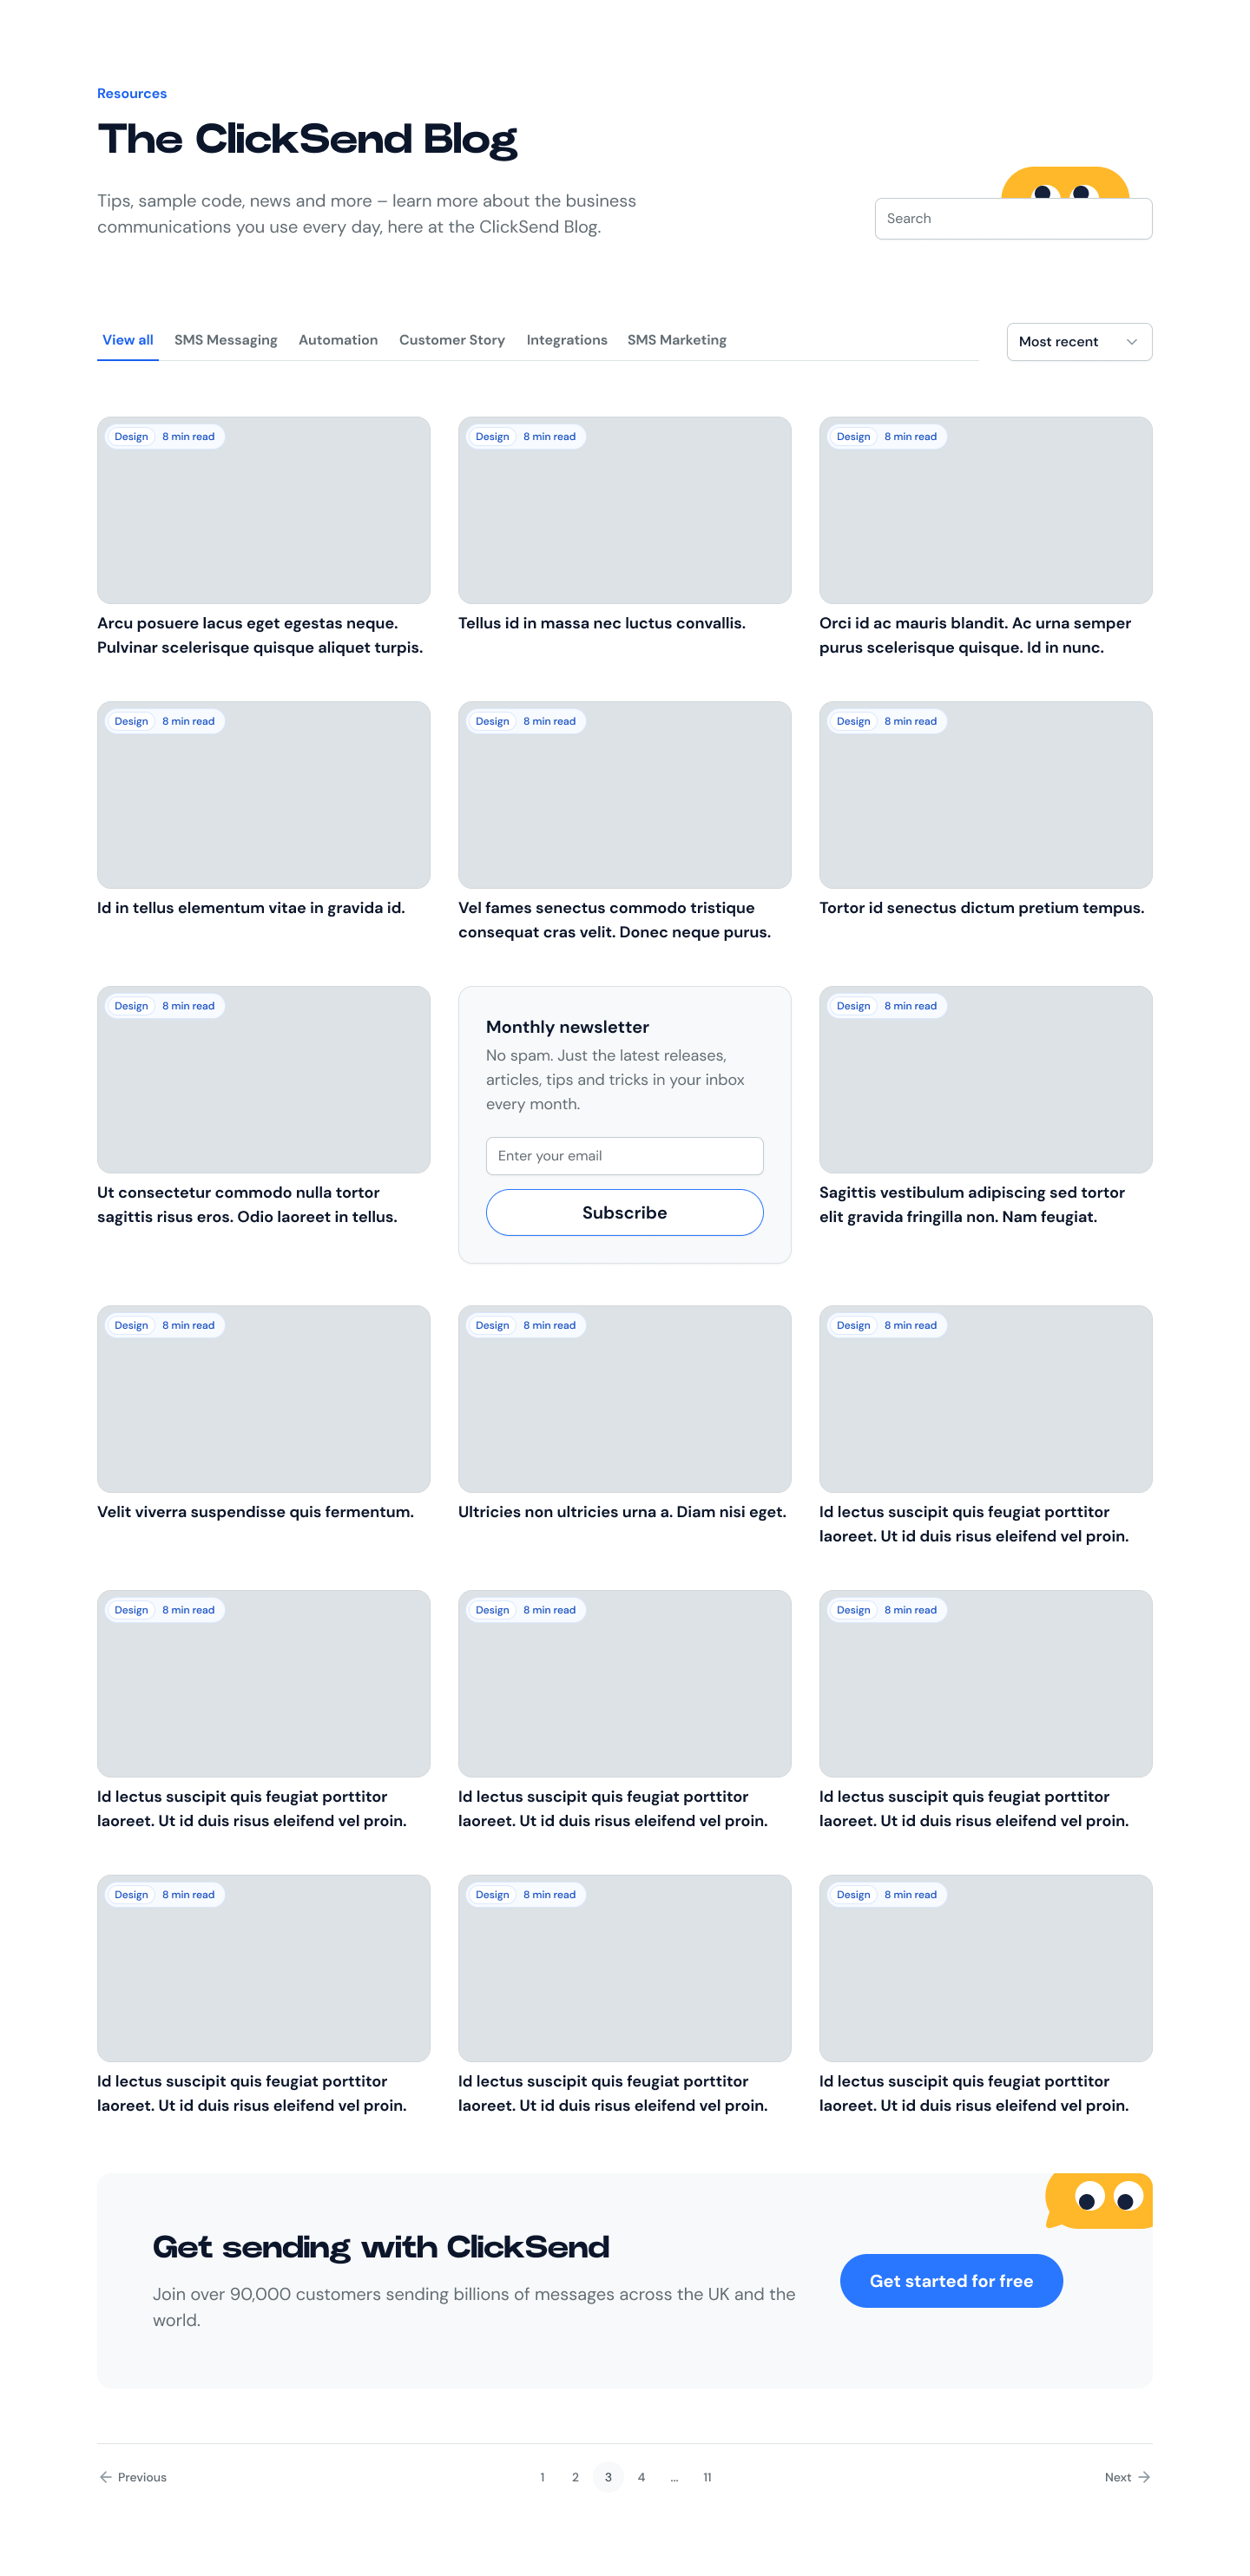 Resources
The ClickSend Blog
Tips, sample code, news and more – learn more about the business
communications you use every day, here at the ClickSend Blog.
Search
View all SMS Messaging Automation Customer Story Integrations SMS Marketing
Most recent
Design 8 min read
Arcu posuere lacus eget egestas neque.
Pulvinar scelerisque quisque aliquet turpis.
Design 8 min read
Tellus id in massa nec luctus convallis.
Design 8 min read
Orci id ac mauris blandit. Ac urna semper
purus scelerisque quisque. Id in nunc.
Design 8 min read
Id in tellus elementum vitae in gravida id.
Design 8 min read
Vel fames senectus commodo tristique
consequat cras velit. Donec neque purus.
Design 8 min read
Tortor id senectus dictum pretium tempus.
Design 8 min read
Ut consectetur commodo nulla tortor
sagittis risus eros. Odio laoreet in tellus.
Monthly newsletter
No spam. Just the latest releases,
articles, tips and tricks in your inbox
every month.
Enter your email
Subscribe
Design 8 min read
Sagittis vestibulum adipiscing sed tortor
elit gravida fringilla non. Nam feugiat.
Design 8 min read
Velit viverra suspendisse quis fermentum.
Design 8 min read
Ultricies non ultricies urna a. Diam nisi eget.
Design 8 min read
Id lectus suscipit quis feugiat porttitor
laoreet. Ut id duis risus eleifend vel proin.
Design 8 min read
Id lectus suscipit quis feugiat porttitor
laoreet. Ut id duis risus eleifend vel proin.
Design 8 min read
Id lectus suscipit quis feugiat porttitor
laoreet. Ut id duis risus eleifend vel proin.
Design 8 min read
Id lectus suscipit quis feugiat porttitor
laoreet. Ut id duis risus eleifend vel proin.
Design 8 min read
Id lectus suscipit quis feugiat porttitor
laoreet. Ut id duis risus eleifend vel proin.
Design 8 min read
Id lectus suscipit quis feugiat porttitor
laoreet. Ut id duis risus eleifend vel proin.
Design 8 min read
Id lectus suscipit quis feugiat porttitor
laoreet. Ut id duis risus eleifend vel proin.
Get sending with ClickSend
Join over 90,000 customers sending billions of messages across the UK and the
world.
Get started for free
Previous 1 2 3 4 ... 11 Next